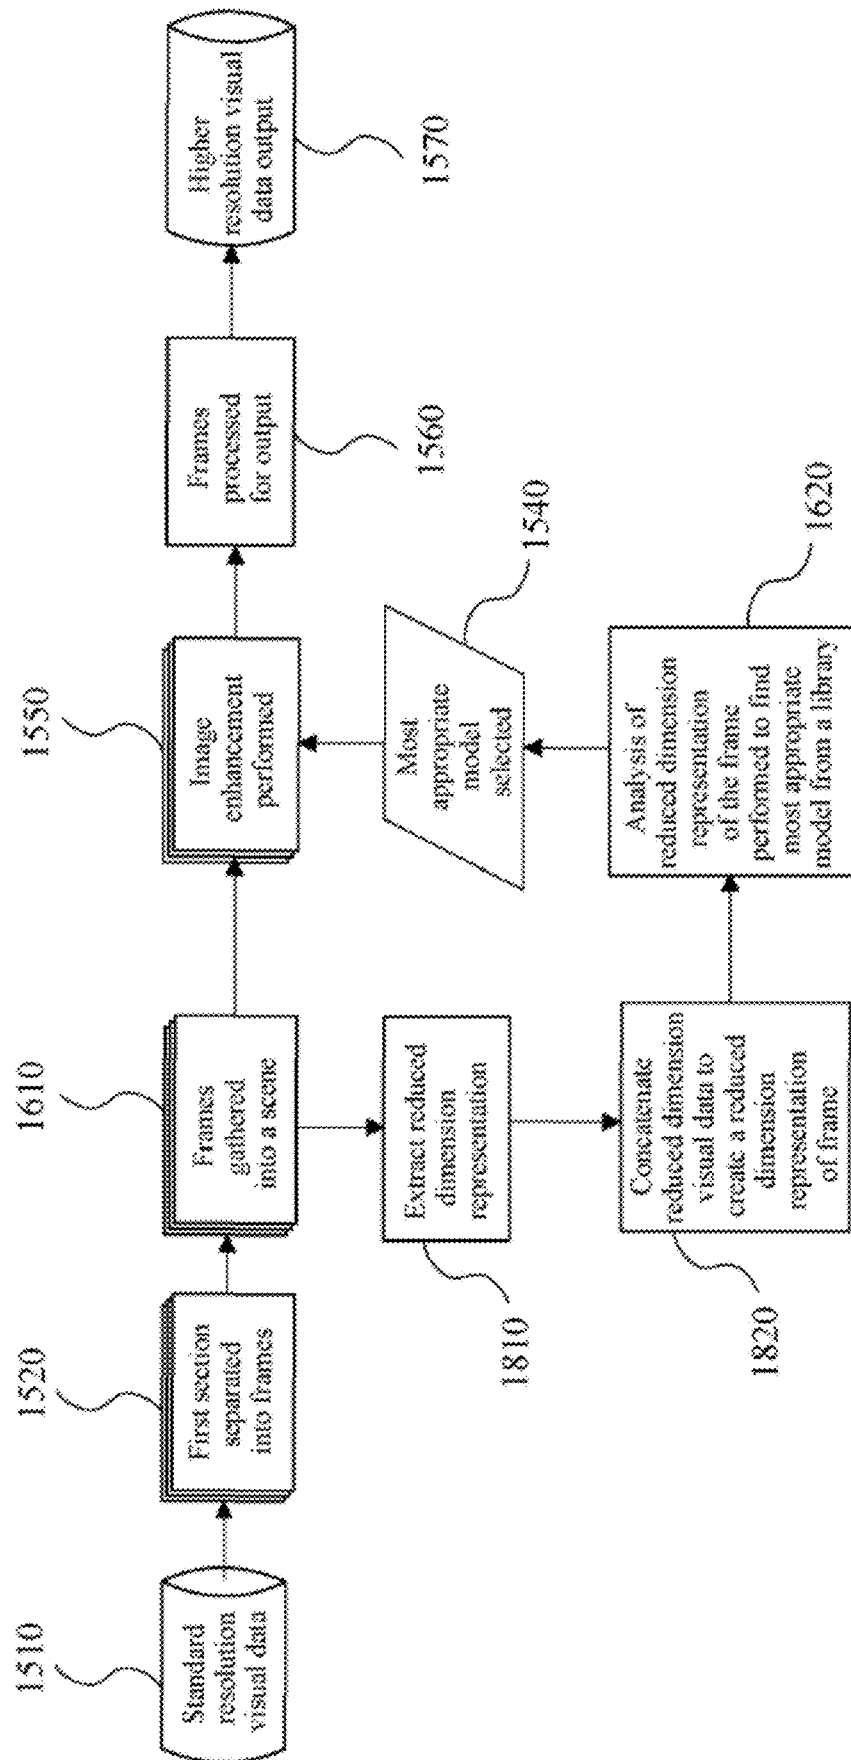 1510
Standard
resolution
visual data
1520
First section
separated
into frames
1610
Frames
gathered
into a scene
1550
Image
enhancement
performed
Frames
processed
for output
1560
Higher
resolution visual
data output
1570
Extract reduced
dimension
representation
1810
Most
appropriate
model
selected
1540
Concatenate
reduced dimension
visual data to
create a reduced
dimension
representation
of frame
1820
Analysis of
reduced dimension
representation
of the frame
performed to find
most appropriate
model from a library
1620